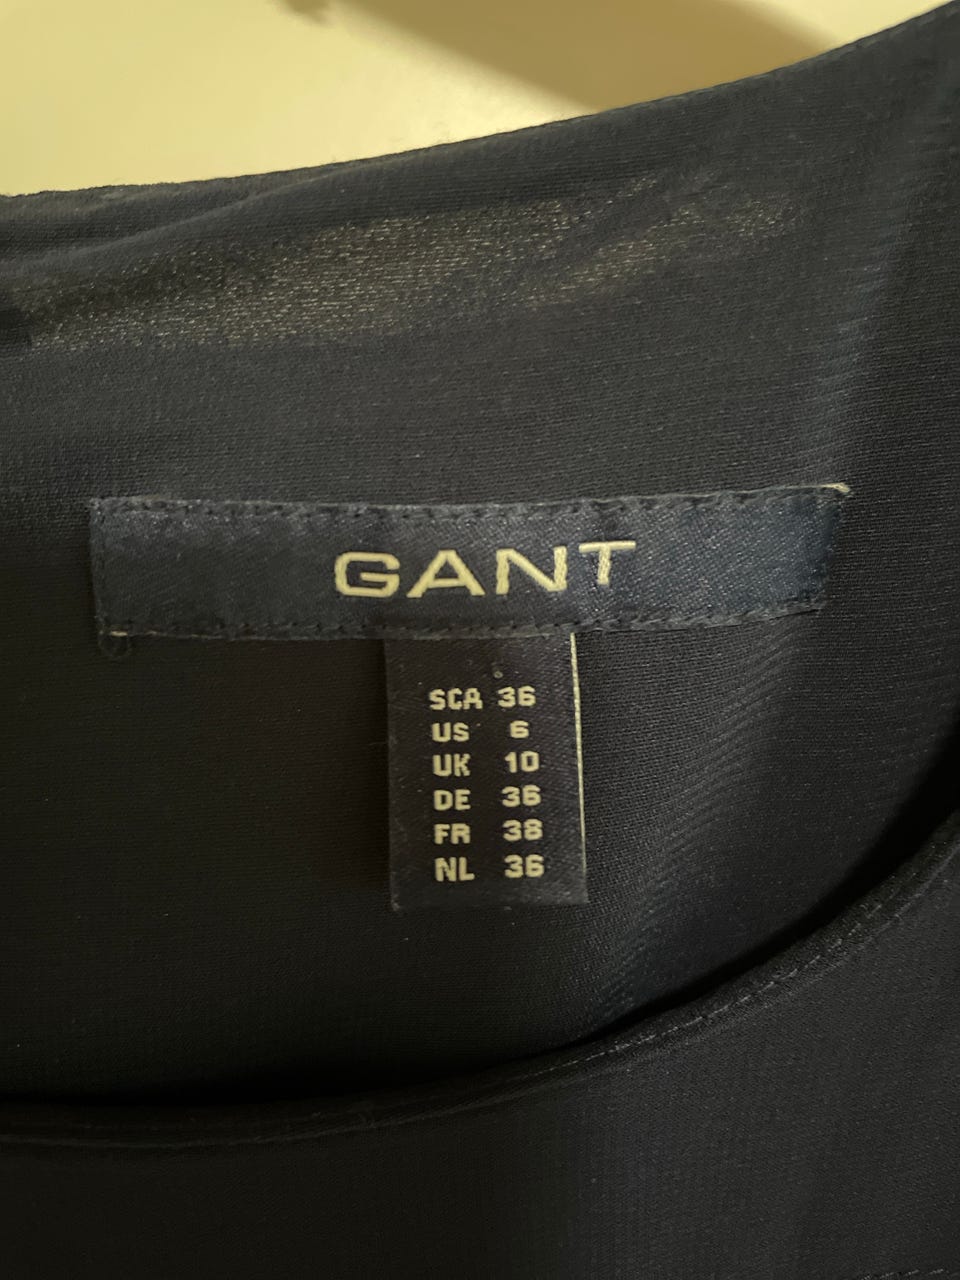 GANT
SCA 36
US 6
UK 10
DE 36
FR 38
NL 36